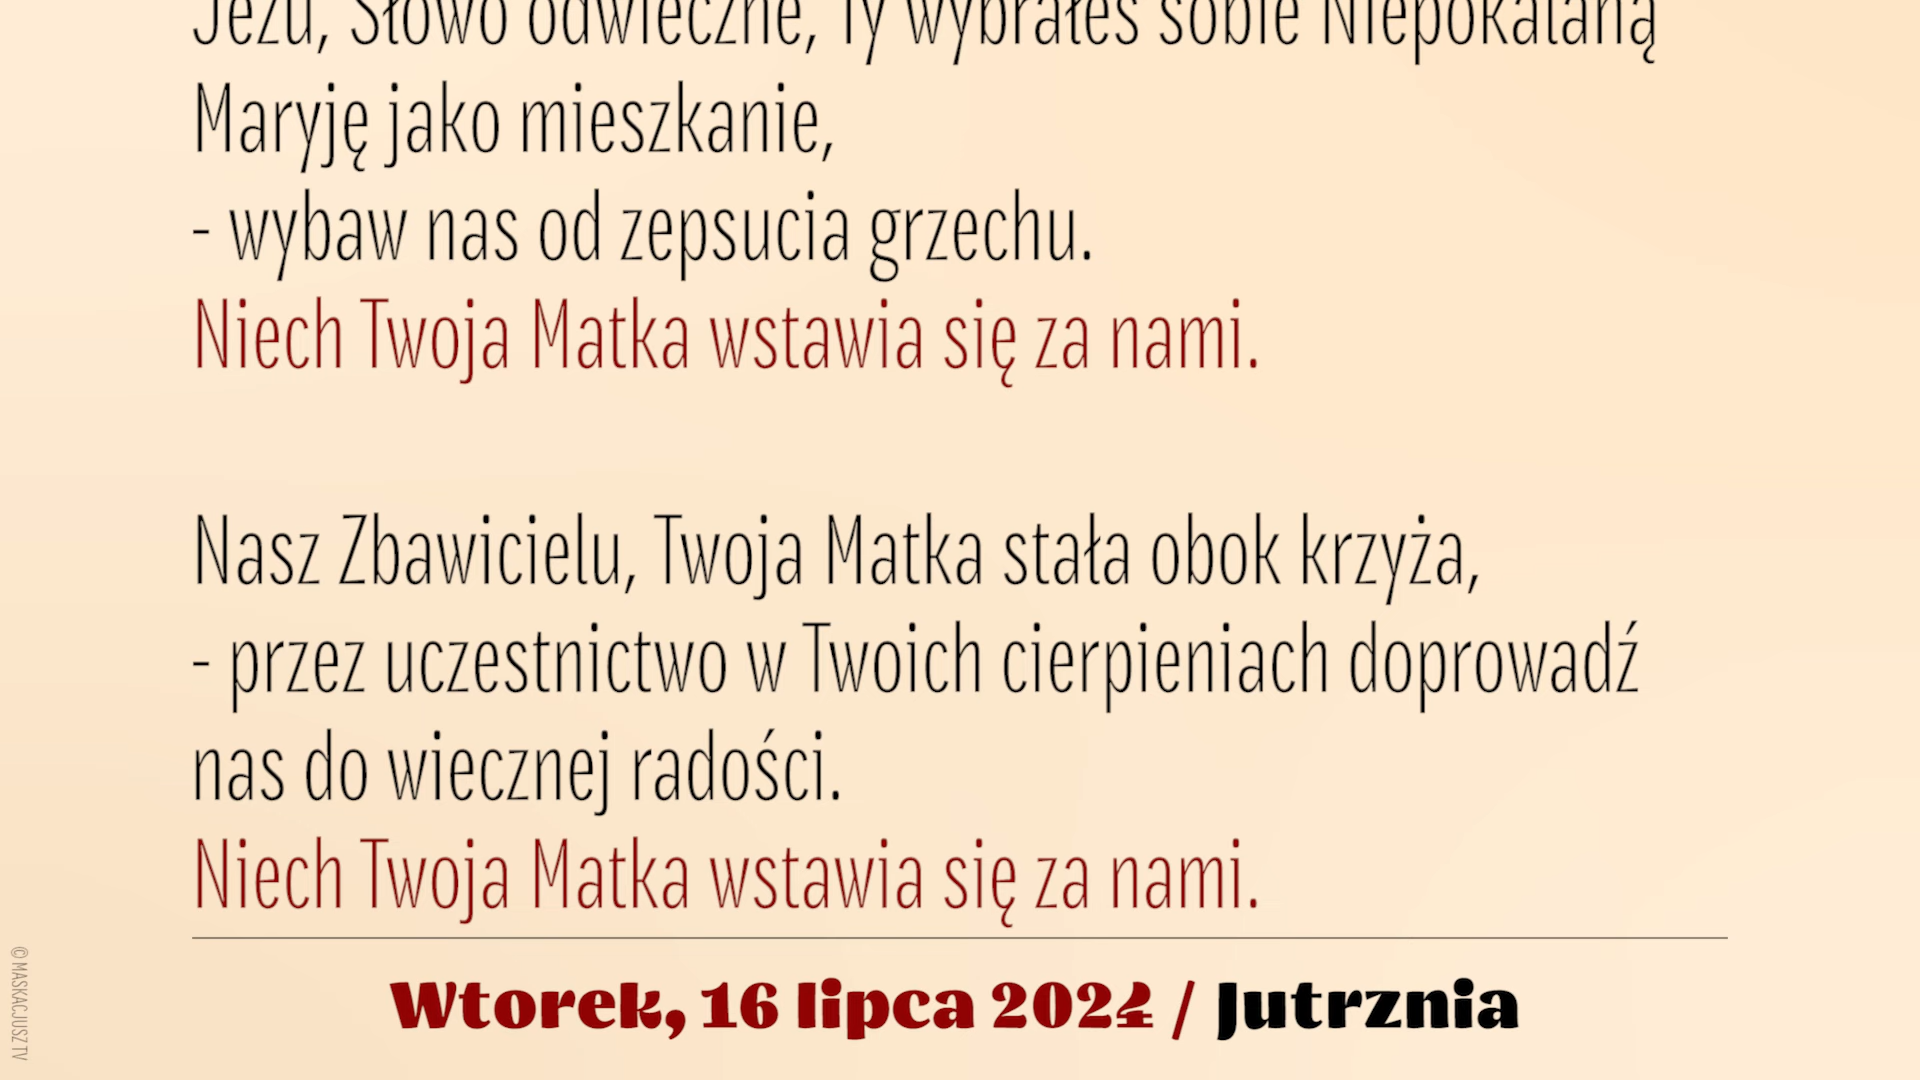 Jezu, Słowo odwieczne, Ty wybrałeś sobie Niepokalaną
Maryję jako mieszkanie,
- wybaw nas od zepsucia grzechu.
Niech Twoja Matka wstawia się za nami.
Nasz Zbawicielu, Twoja Matka stała obok krzyża,
- przez uczestnictwo w Twoich cierpieniach doprowadź
nas do wiecznej radości.
Niech Twoja Matka wstawia się za nami.
Wtorek, 16 lipca 2024 / Jutrznia
© MASKACJUSZ TV